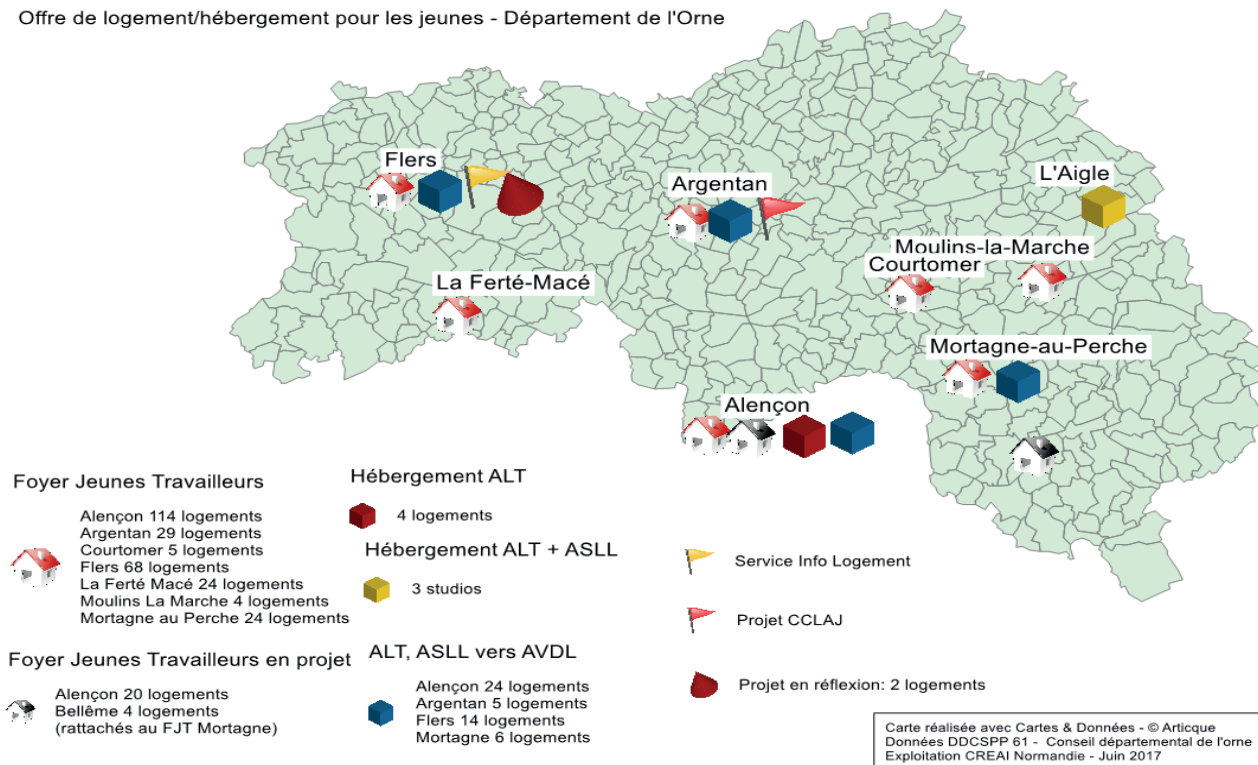 Offre de logement/hébergement pour les jeunes - Département de l'Orne
Flers
Argentan
L'Aigle
Moulins-la-Marche
Courtomer
La Ferté-Macé
Mortagne-au-Perche
Alençon
Foyer Jeunes Travailleurs
Alençon 114 logements
Argentan 29 logements
Courtomer 5 logements
Flers 68 logements
La Ferté Macé 24 logements
Moulins La Marche 4 logements
Mortagne au Perche 24 logements
Foyer Jeunes Travailleurs en projet
Alençon 20 logements
Bellême 4 logements
(rattachés au FJT Mortagne)
Hébergement ALT
4 logements
Hébergement ALT + ASLL
3 studios
ALT, ASLL vers AVDL
Alençon 24 logements
Argentan 5 logements
Flers 14 logements
Mortagne 6 logements
Service Info Logement
Projet CCLAJ
Projet en réflexion: 2 logements
Carte réalisée avec Cartes & Données - © Articque
Données DDCSPP 61 - Conseil départemental de l'orne
Exploitation CREAI Normandie - Juin 2017